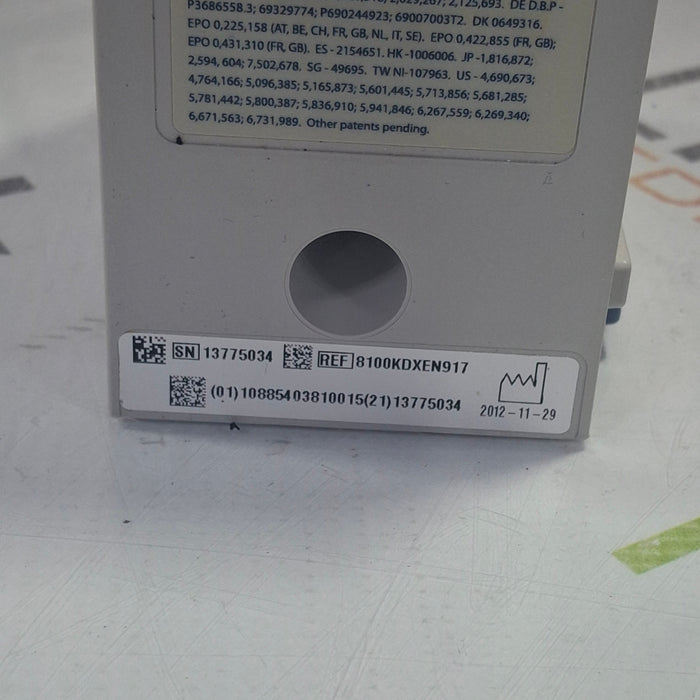 2,125,693. DE D.B.P -
P3686558.3; 69329774; P690244923; 69007003T2. DK 0649316.
EPO 0,225,158 (AT, BE, CH, FR, GB, NL, IT, SE). EPO 0,422,855 (FR, GB);
EPO 0,431,310 (FR, GB). ES - 2154651. HK -1006006. JP -1,816,872;
2,594,604; 7,502,678. SG - 49695. TW NI-107963. US - 4,690,673;
4,764,166; 5,096,385; 5,165,873; 5,601,445; 5,713,856; 5,681,285;
5,781,442; 5,800,387; 5,836,910; 5,941,846; 6,267,559; 6,269,340;
6,671,563; 6,731,989. Other patents pending.
SN 13775034 REF 8100KDXEN917
(01)10885403810015(21)13775034
2012-11-29